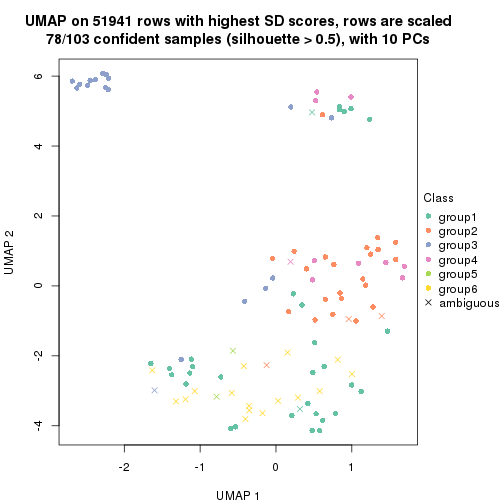 UMAP on 51941 rows with highest SD scores, rows are scaled
78/103 confident samples (silhouette > 0.5), with 10 PCs
6
4
2
0
-2
-4
UMAP 2
-2
-1
0
1
UMAP 1
Class
group1
group2
group3
group4
group5
group6
ambiguous